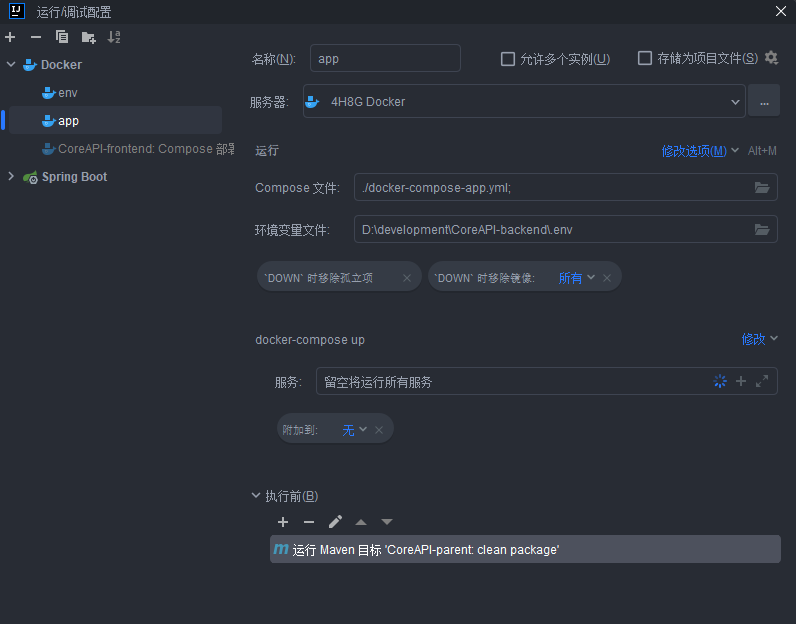 运行/调试配置
Docker
env
app
CoreAPI-frontend: Compose 部署
Spring Boot
名称(N):
app
允许多个实例(U)
存储为项目文件(S)
服务器:
4H8G Docker
...
运行
修改选项(M)
Alt+M
Compose 文件:
./docker-compose-app.yml;
环境变量文件:
D:\development\CoreAPI-backend\.env
`DOWN` 时移除孤立项
`DOWN` 时移除镜像: 所有
docker-compose up
修改
服务:
留空将运行所有服务
附加到: 无
执行前(B)
运行 Maven 目标 'CoreAPI-parent: clean package'